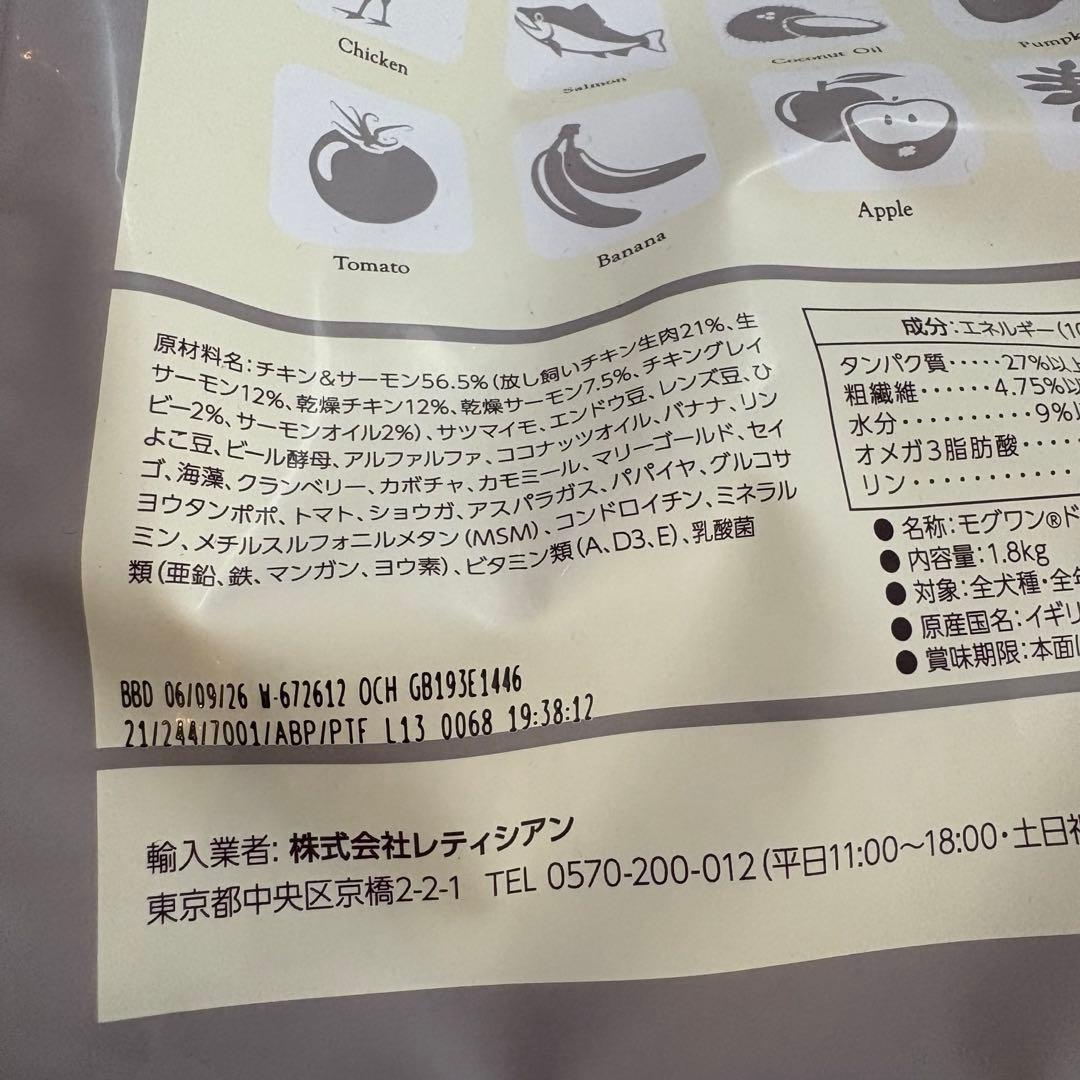 Chicken
Salmon
Coconut Oil
Tomato
Banana
Apple
原材料名:チキン&サーモン56.5%(放し飼いチキン生肉21%、生
サーモン12%、乾燥チキン12%、乾燥サーモン7.5%、チキングレイ
ビー2%、サーモンオイル2%)、サツマイモ、エンドウ豆、レンズ豆、ひ
よこ豆、ビール酵母、アルファルファ、ココナッツオイル、バナナ、リン
ゴ、海藻、クランベリー、カボチャ、カモミール、マリーゴールド、セイ
ヨウタンポポ、トマト、ショウガ、アスパラガス、パパイヤ、グルコサ
ミン、メチルスルフォニルメタン(MSM)、コンドロイチン、ミネラル
類(亜鉛、鉄、マンガン、ヨウ素)、ビタミン類(A、D3、E)、乳酸菌
成分:エネルギー(10
タンパク質‥‥‥27%以上
粗繊維‥‥‥4.75%以
水分‥‥‥‥‥9%
オメガ3脂肪酸‥‥
リン‥‥‥‥‥‥
●名称:モグワン®ド
●内容量:1.8kg
●対象:全犬種・全
●原産国名:イギリ
●賞味期限:本面
BBD 06/09/26 W-672612 OCH GB193E1446
21/244/7001/ABP/PTF L13 0068 19:38:12
輸入業者: 株式会社レティシアン
東京都中央区京橋2-2-1 TEL 0570-200-012(平日11:00〜18:00・土日